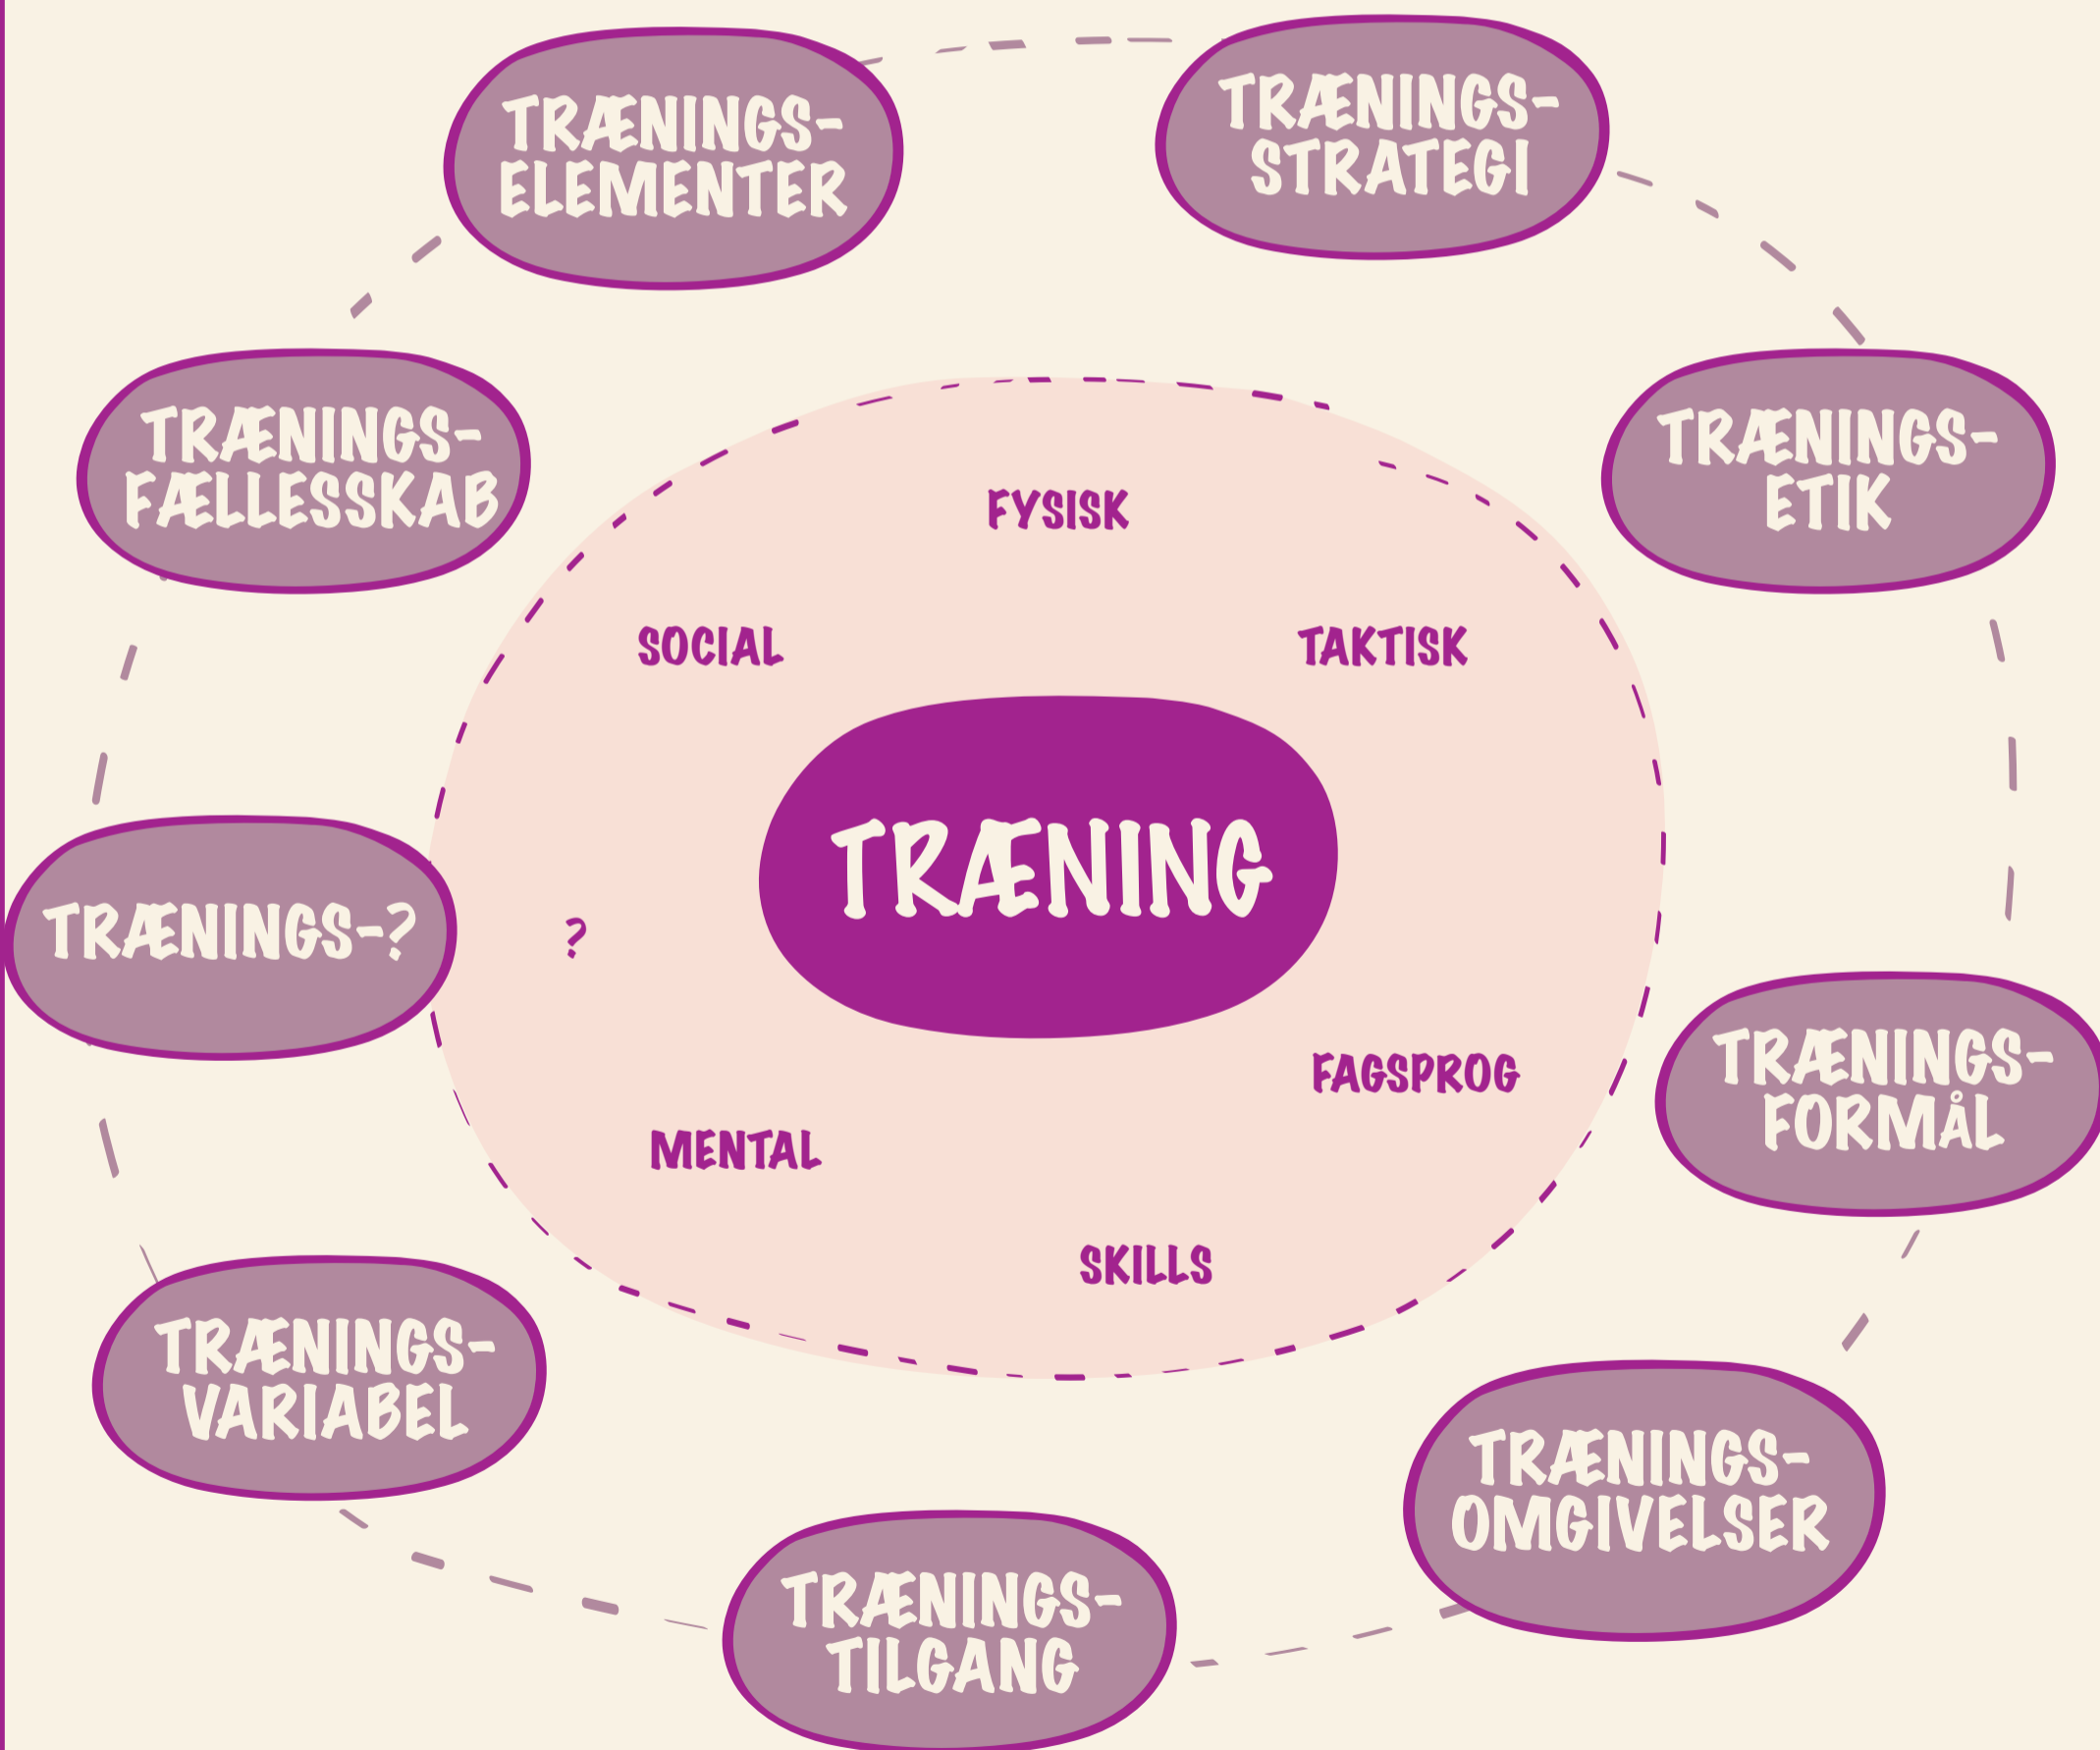 TRÆNINGS-
ELEMENTER
TRÆNINGS-
STRATEGI
TRÆNINGS-
FÆLLESSKAB
TRÆNINGS-
ETIK
FYSISK
SOCIAL
TAKTISK
TRÆNING
TRÆNINGS-?
?
TRÆNINGS-
FORMÅL
FAGSPROG
MENTAL
SKILLS
TRÆNINGS-
VARIABEL
TRÆNINGS-
OMGIVELSER
TRÆNINGS-
TILGANG